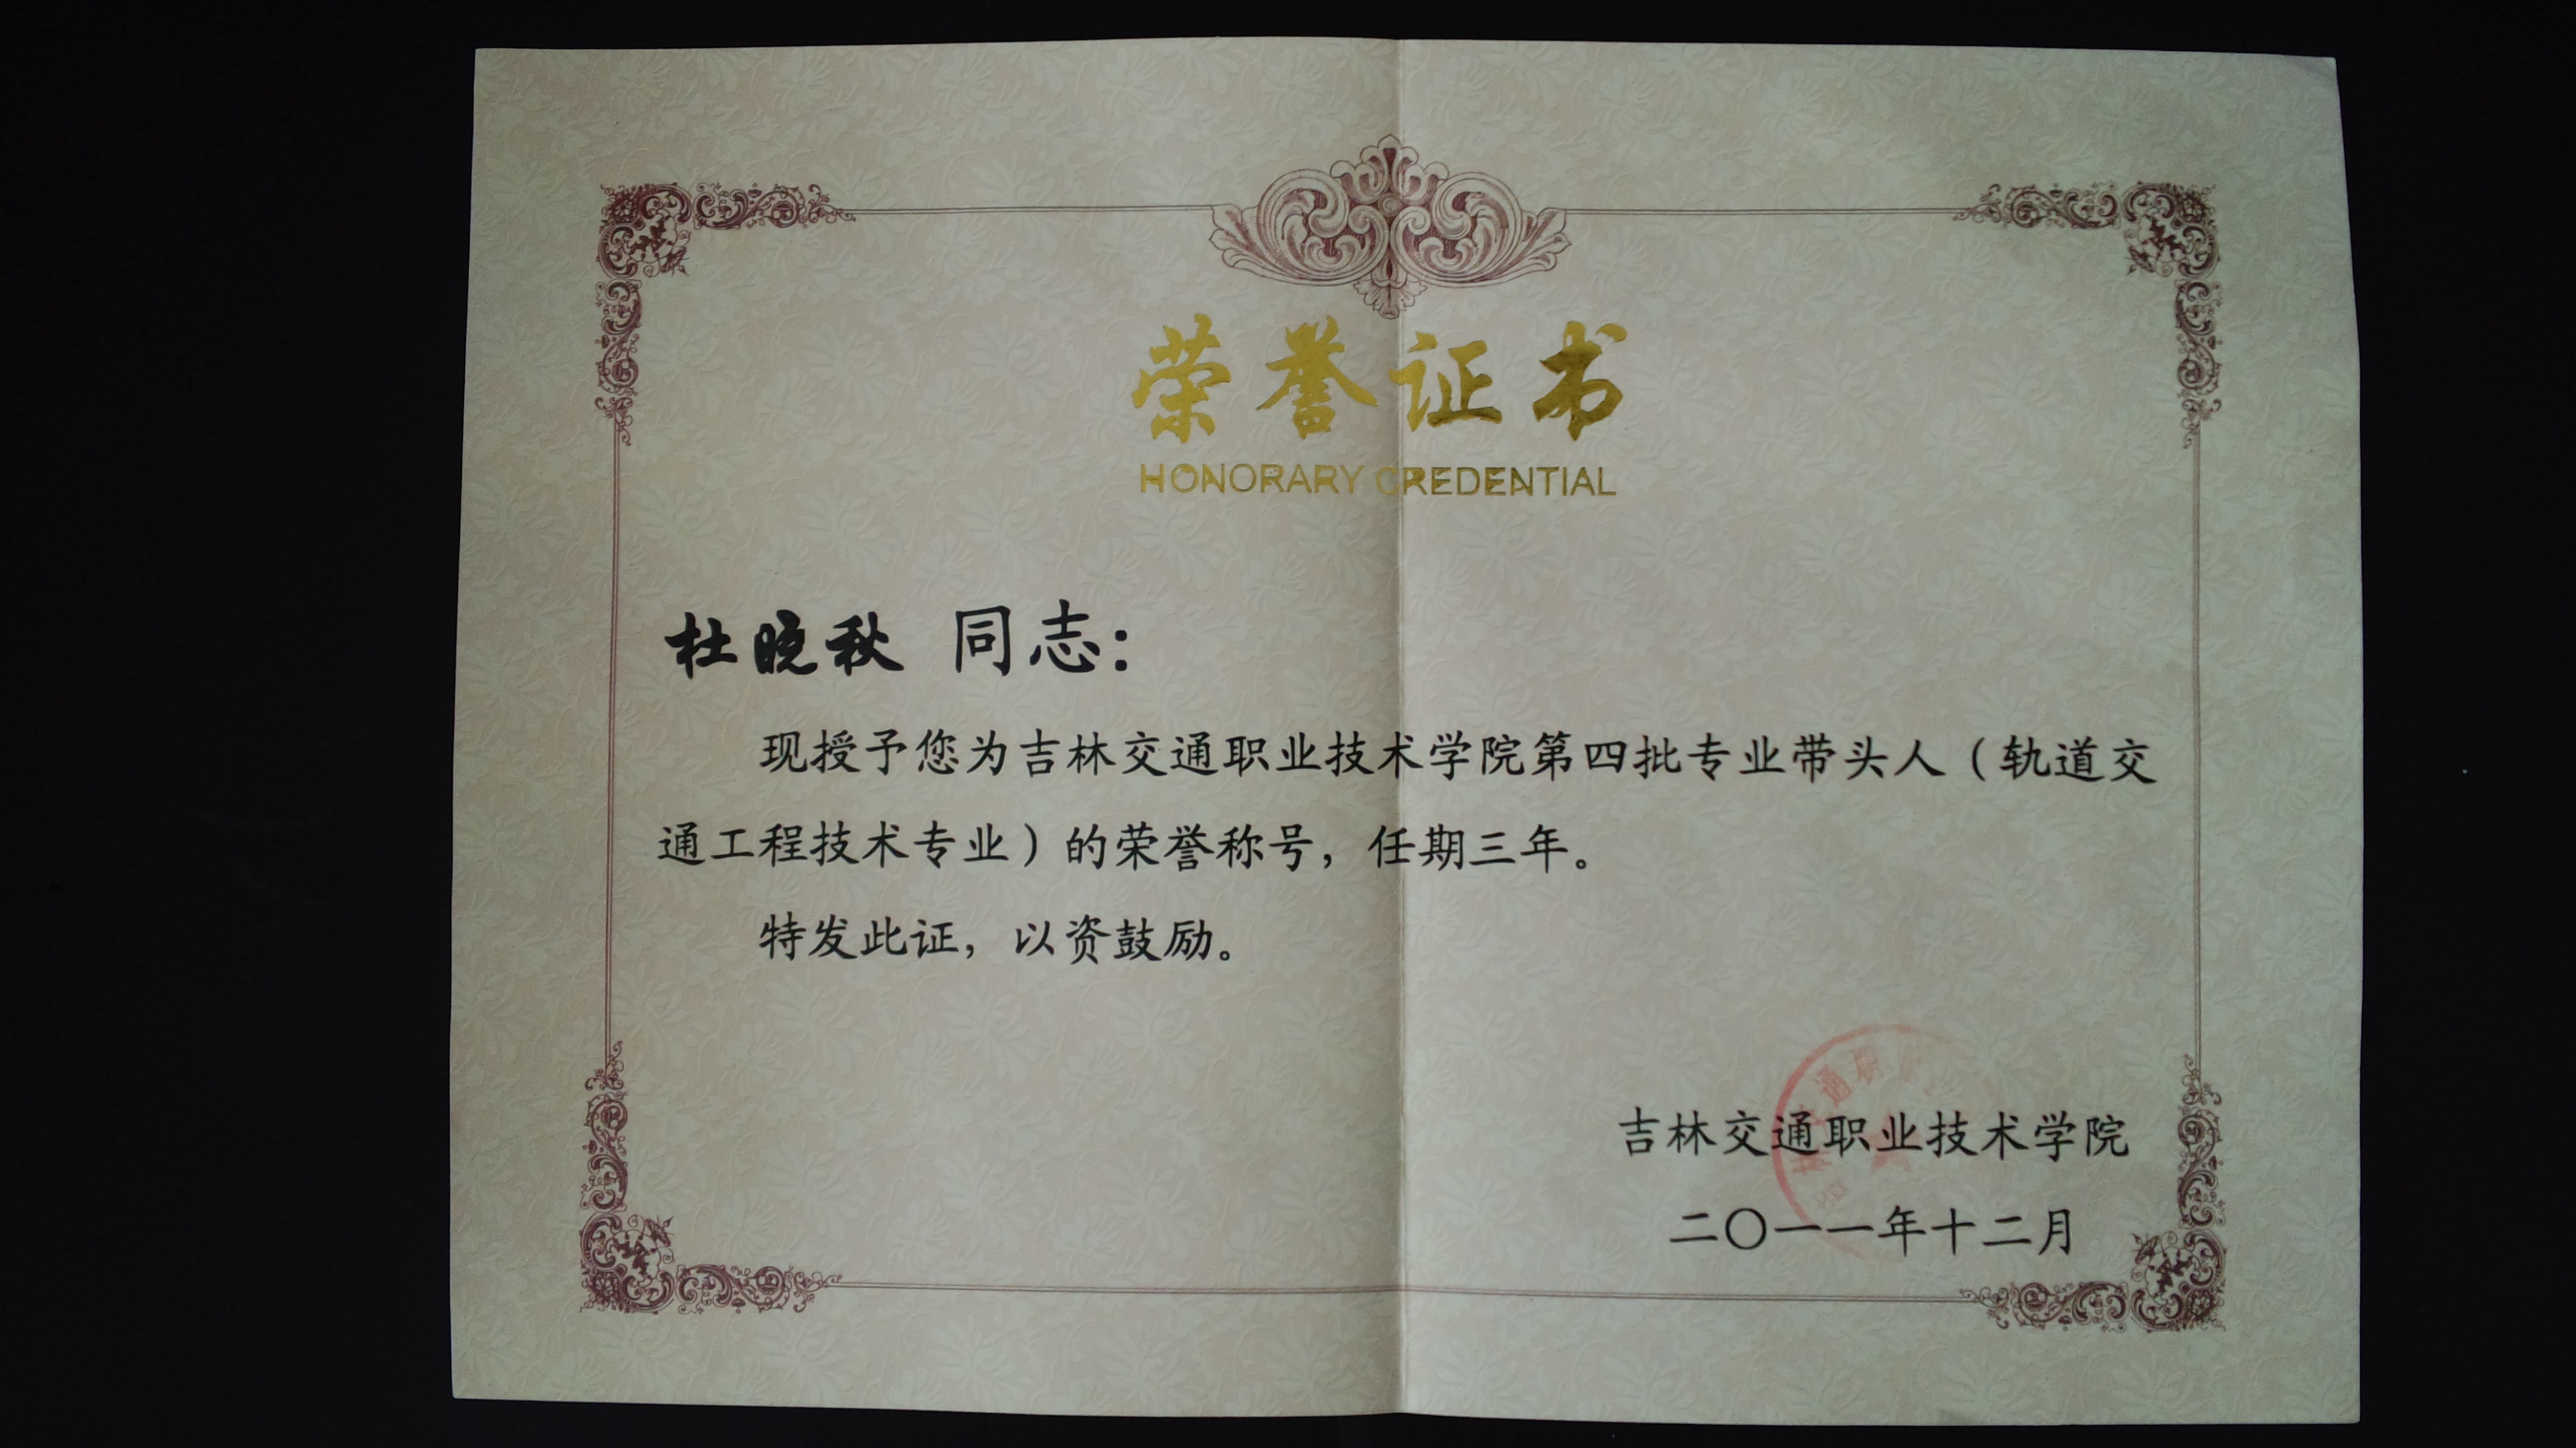 荣誉证书
HONORARY CREDENTIAL
杜晓秋 同志：
现授予您为吉林交通职业技术学院第四批专业带头人（轨道交
通工程技术专业）的荣誉称号，任期三年。
特发此证，以资鼓励。
吉林交通职业技术学院
二〇一一年十二月